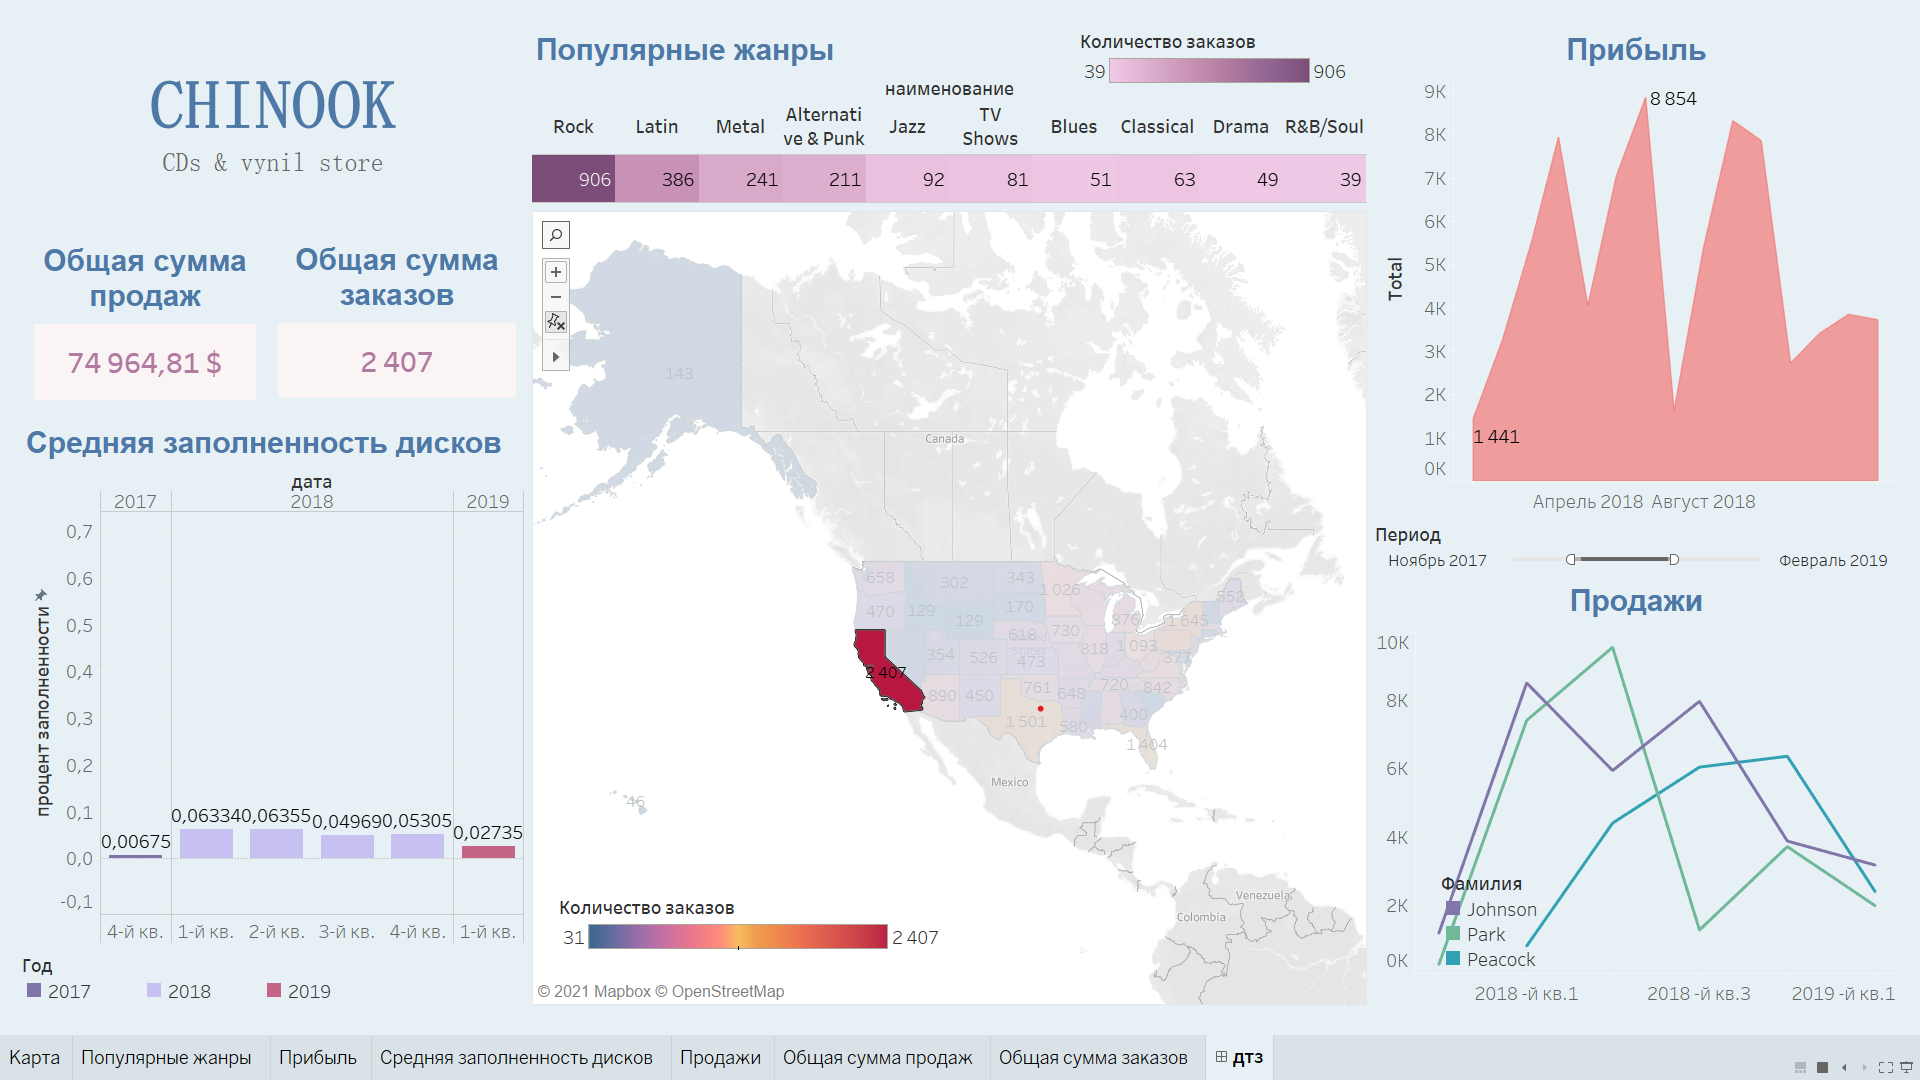 CHINOOK
CDs & vynil store
Общая сумма
продаж
74 964,81 $
Общая сумма
заказов
2 407
Средняя заполненность дисков
дата
2017 2018 2019
процент заполненности
0,7
0,6
0,5
0,4
0,3
0,2
0,1
0,0
-0,1
0,00675 0,06334 0,06355 0,04969 0,05305 0,02735
4-й кв. 1-й кв. 2-й кв. 3-й кв. 4-й кв. 1-й кв.
Год
2017 2018 2019
Популярные жанры
Количество заказов
39 906
наименование
Rock Latin Metal Alternati
ve & Punk Jazz TV
Shows Blues Classical Drama R&B/Soul
906 386 241 211 92 81 51 63 49 39
143
Canada
658 302 343 1 026 552
470 129 129 170 876 1 645
618 730
United
States
354 526 473 818 1 093 377
2 407
890 450 761 648 720 842
1 501 580 400
1 404
Mexico
46
Venezuela
Colombia
Количество заказов
31 2 407
© 2021 Mapbox © OpenStreetMap
Прибыль
Total
9K
8K
7K
6K
5K
4K
3K
2K
1K
0K
8 854
1 441
Апрель 2018 Август 2018
Период
Ноябрь 2017 Февраль 2019
Продажи
10K
8K
6K
4K
2K
0K
Фамилия
Johnson
Park
Peacock
2018 -й кв.1 2018 -й кв.3 2019 -й кв.1
Карта Популярные жанры Прибыль Средняя заполненность дисков Продажи Общая сумма продаж Общая сумма заказов дтз